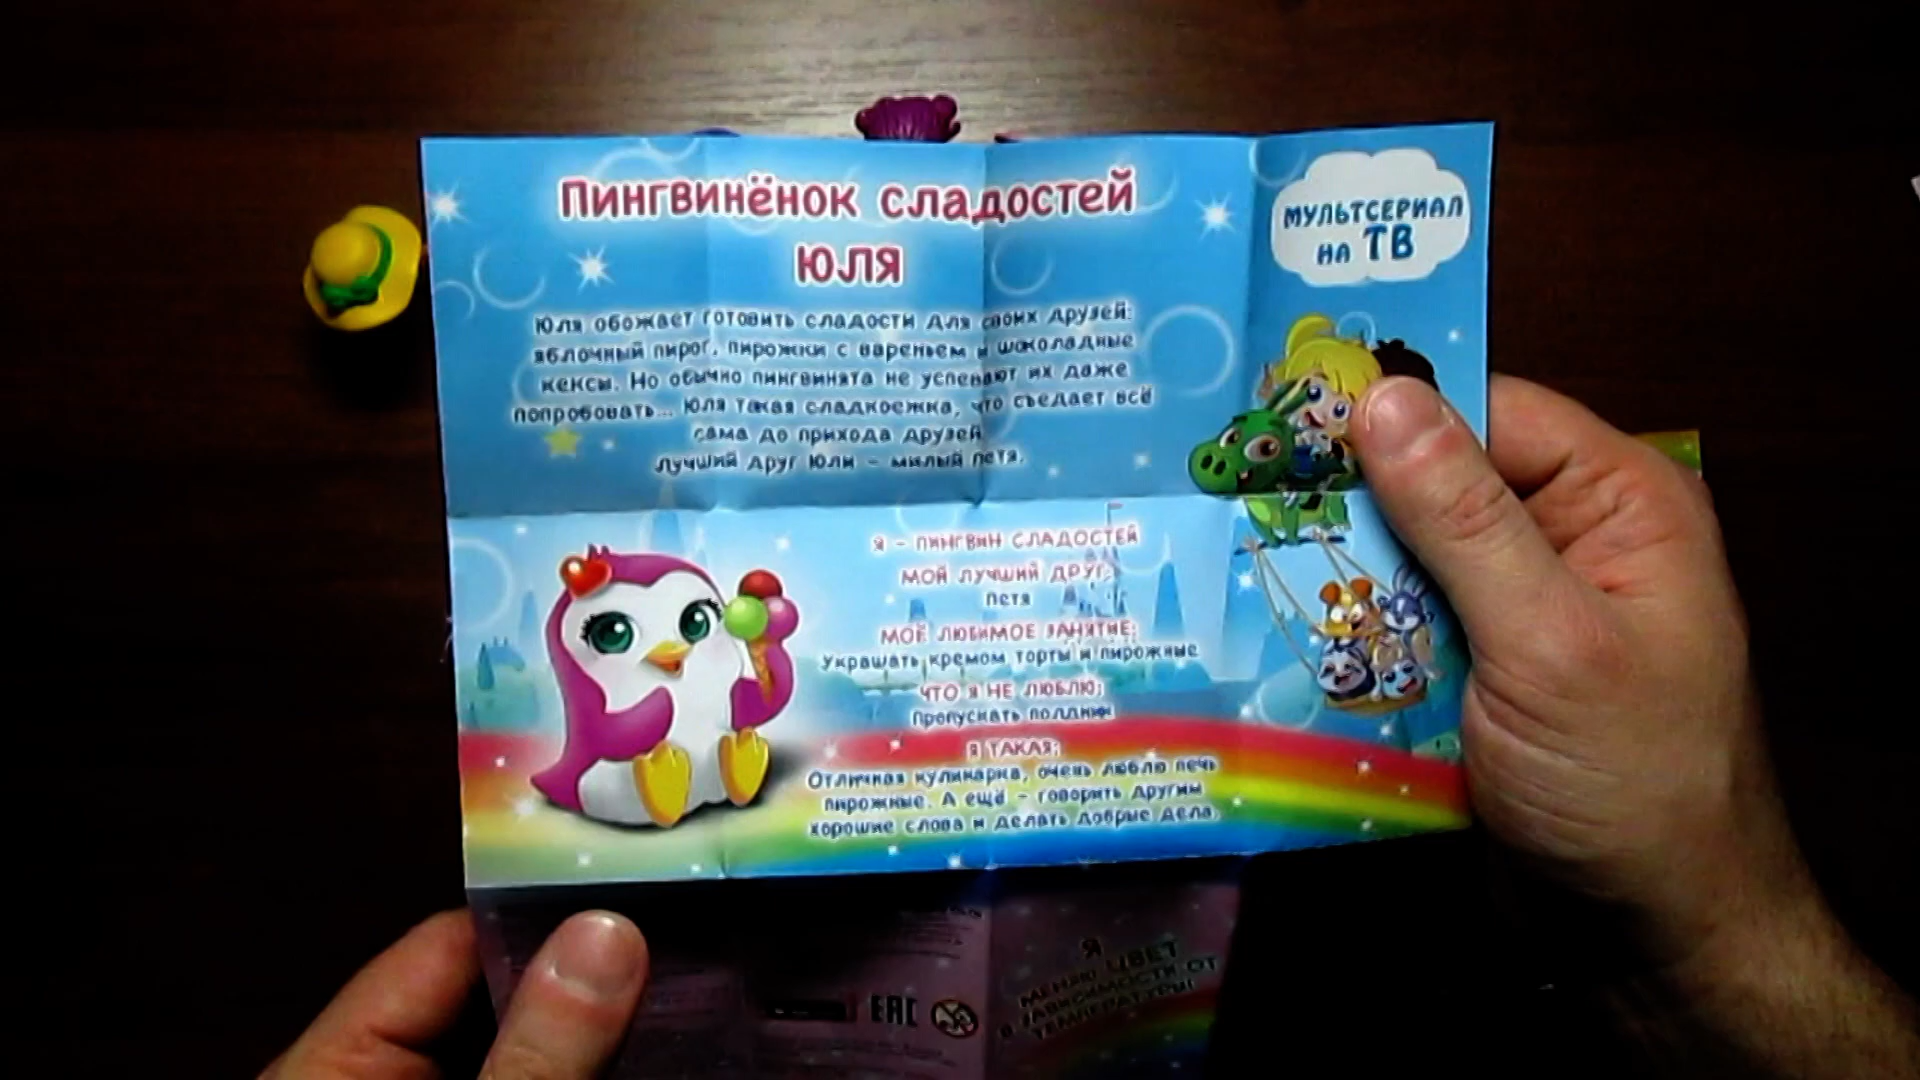 Пингвинёнок сладостей
Юля
Юля обожает готовить сладости для своих друзей:
яблочный пирог, пирожки с вареньем и шоколадные
кексы. Но обычно пингвинята не успевают их даже
попробовать... Юля такая сладкоежка, что съедает всё
сама до прихода друзей.
Лучший друг Юли – милый Петя.
МУЛЬТСЕРИАЛ
НА ТВ
Я – ПИНГВИН СЛАДОСТЕЙ
МОЙ ЛУЧШИЙ ДРУГ:
Петя
МОЁ ЛЮБИМОЕ ЗАНЯТИЕ:
Украшать кремом торты и пирожные
ЧТО Я НЕ ЛЮБЛЮ:
Пропускать полдник
Я ТАКАЯ:
Отличная кулинарка, очень люблю печь
пирожные. А ещё – говорить другим
хорошие слова и делать добрые дела.
EAC
Я
МЕНЯЮ ЦВЕТ
В ЗАВИСИМОСТИ ОТ
ТЕМПЕРАТУРЫ